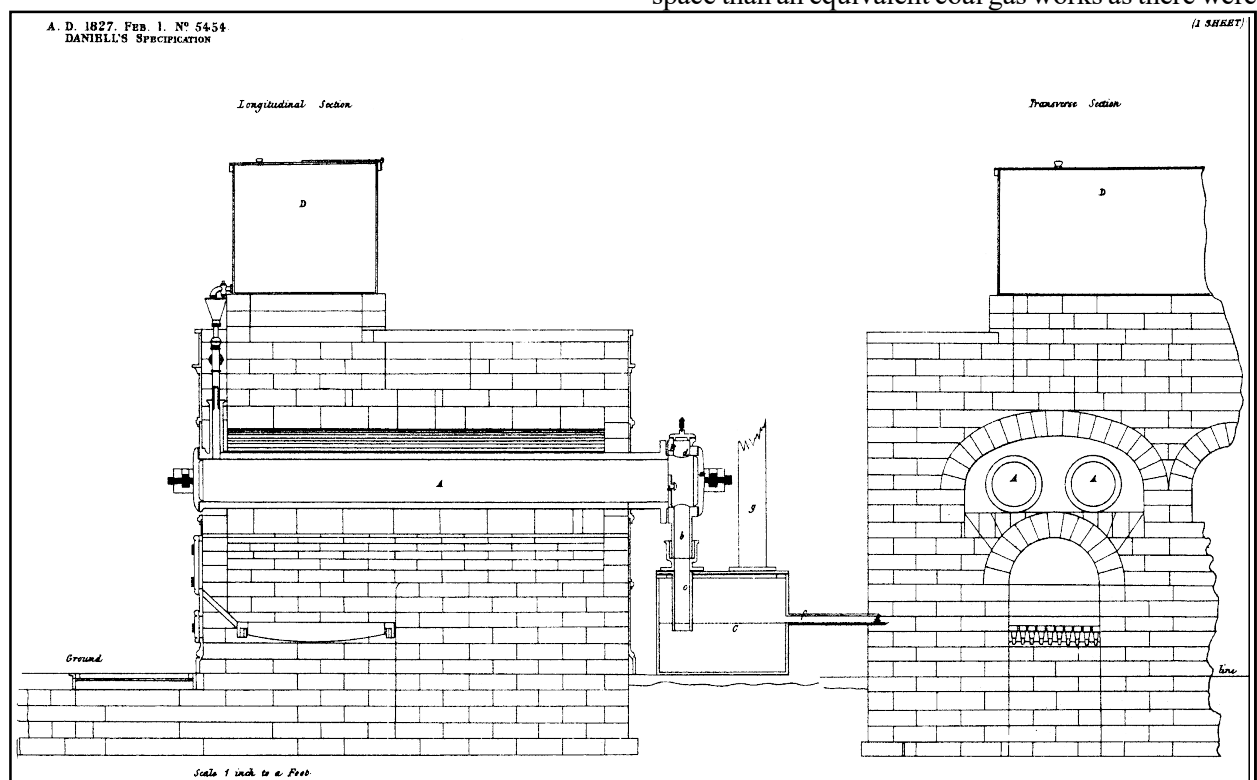 space than an equivalent coal gas works as there were
A. D. 1827. FEB. 1. Nº 5454.
DANIELL'S SPECIFICATION
(1 SHEET)
Longitudinal Section
Transverse Section
D
D
A
A
A
g
b
c
C
f
Ground
line
Scale 1 inch to a Foot.